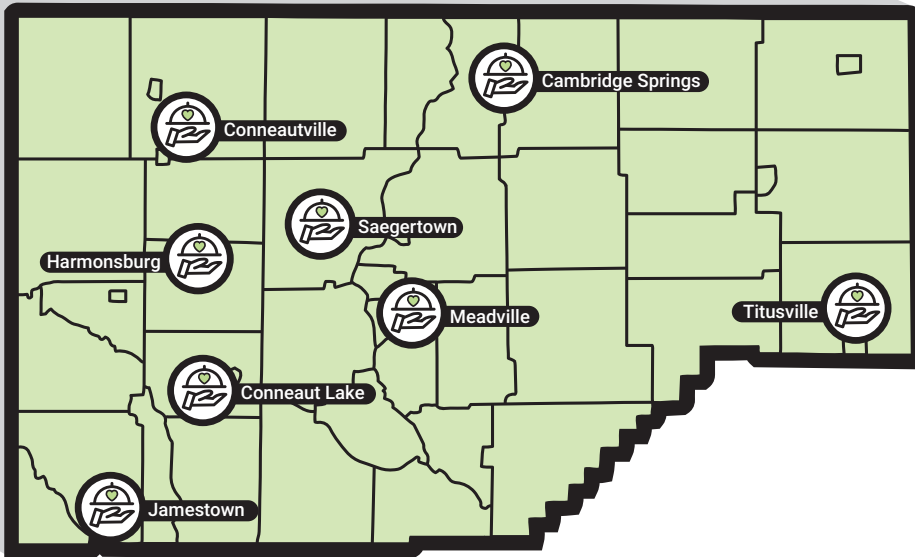 Cambridge Springs
Conneautville
Saegertown
Harmonsburg
Meadville
Titusville
Conneaut Lake
Jamestown